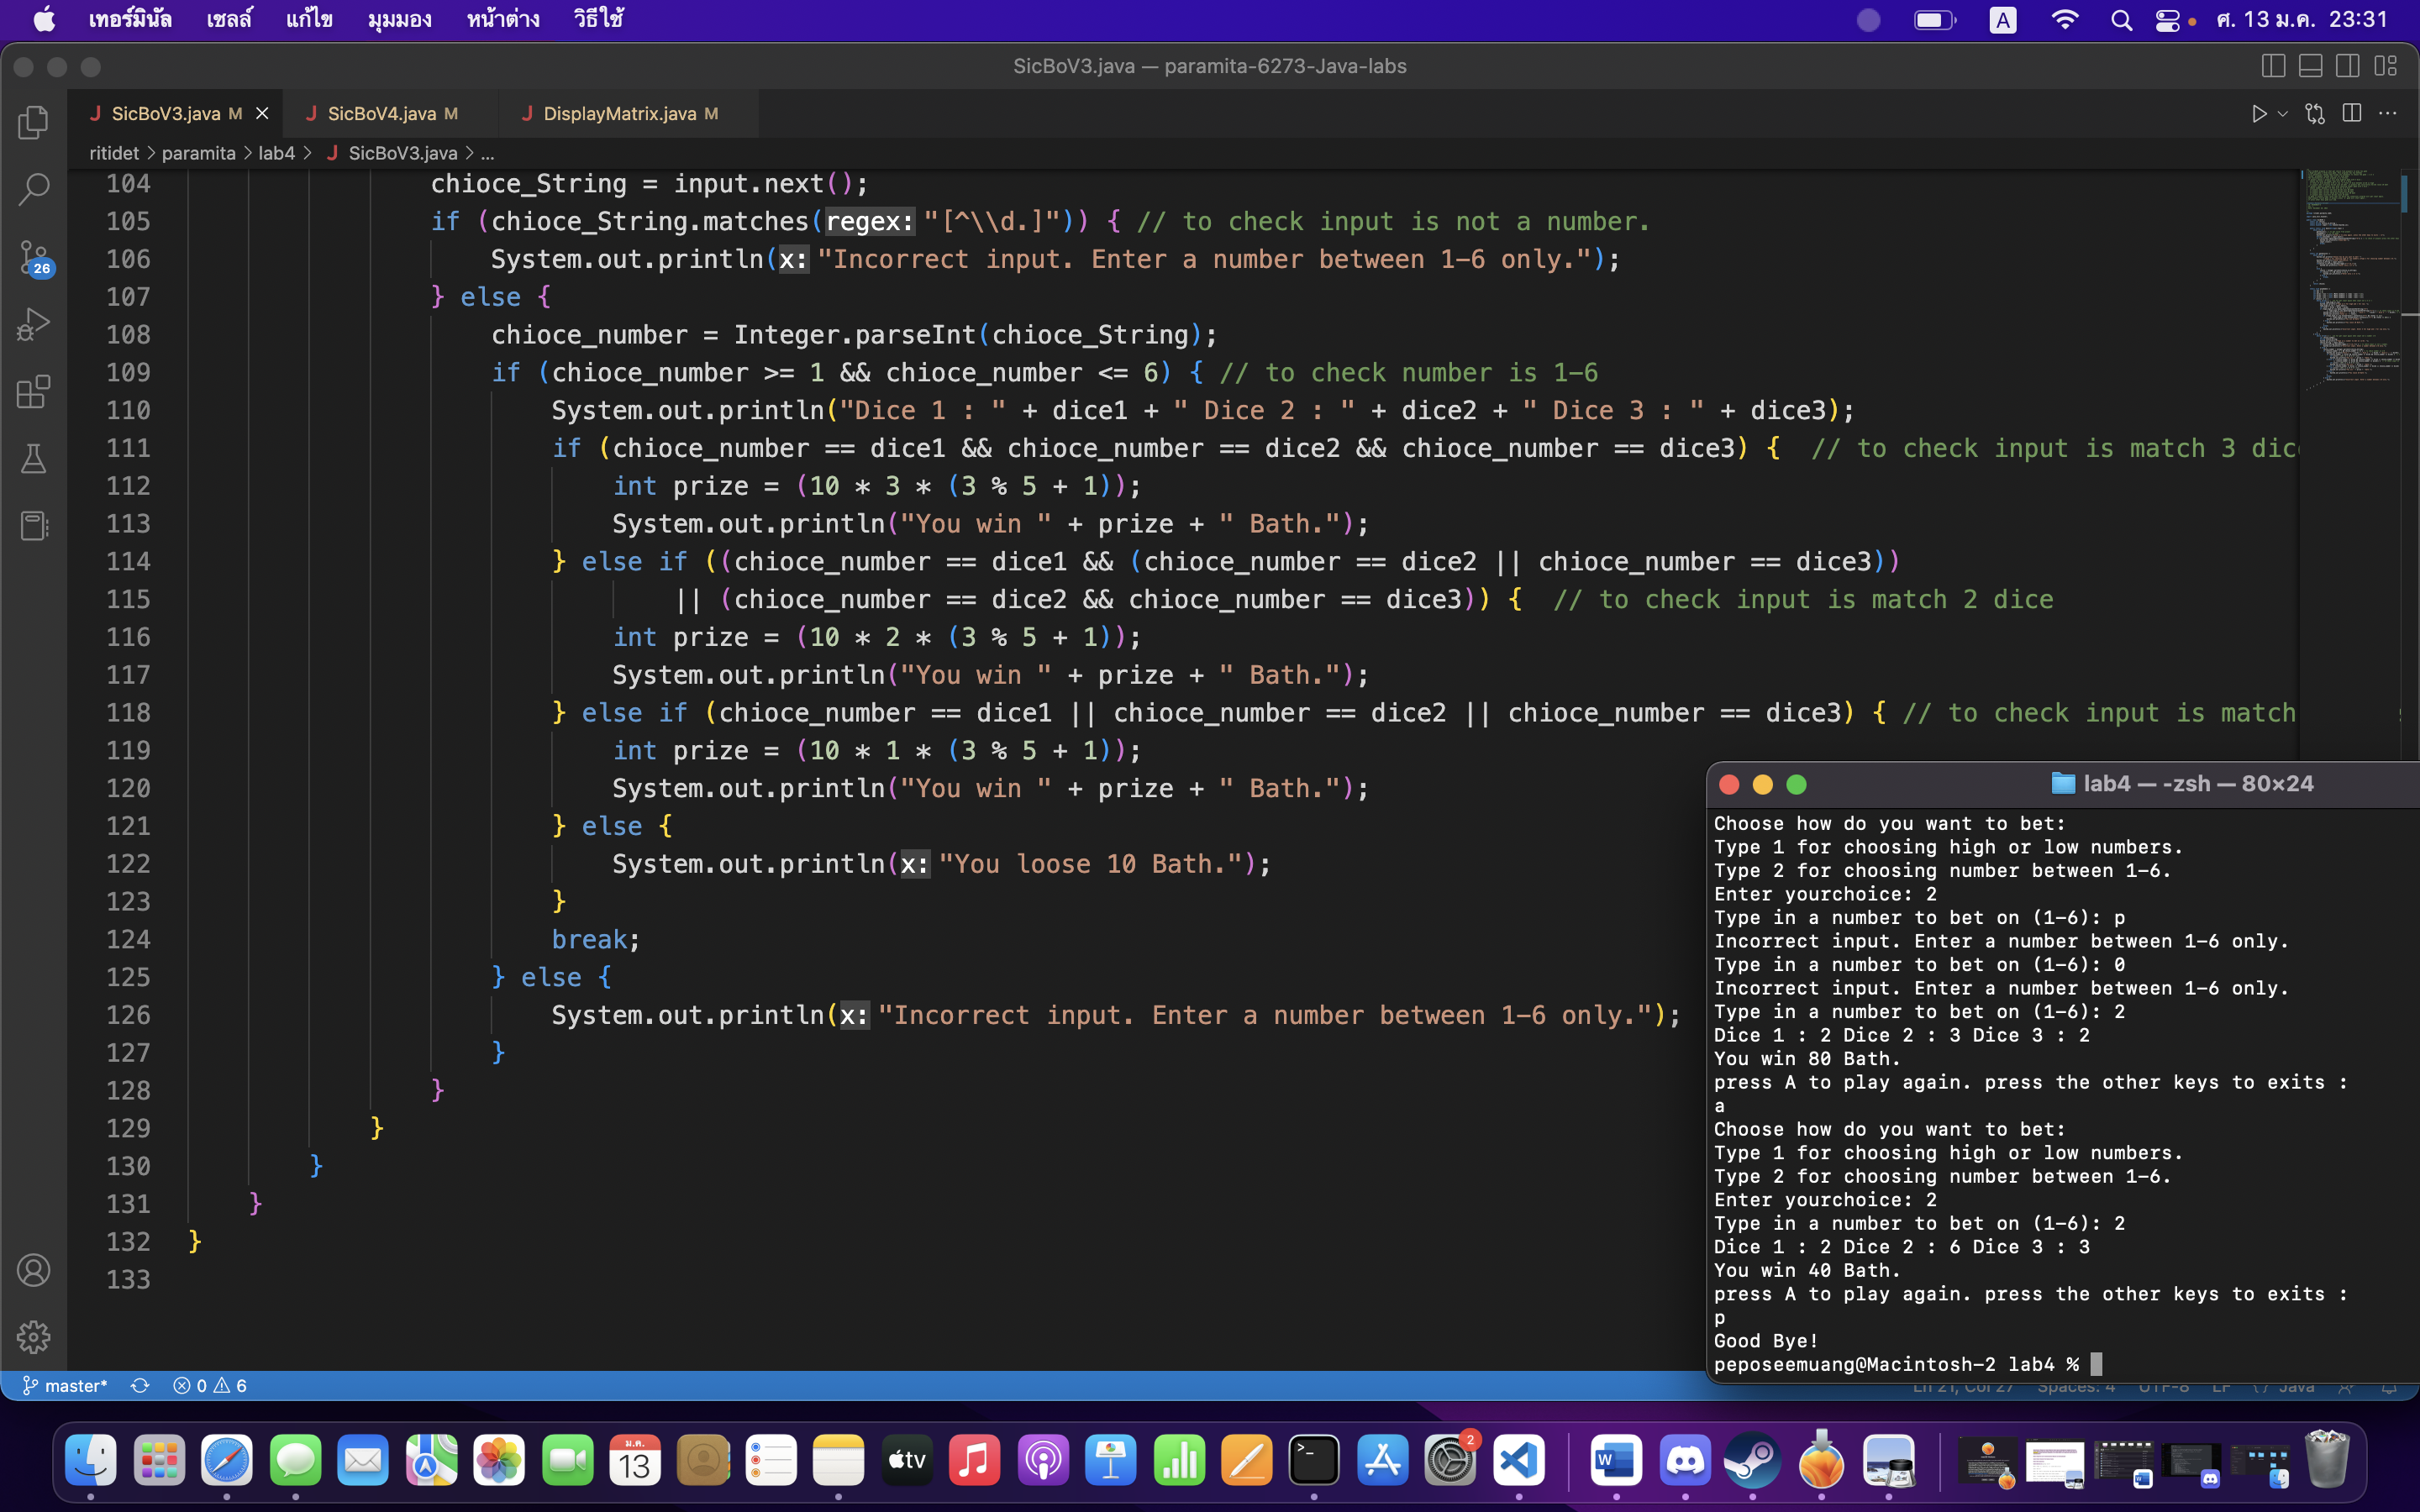 เทอร์มินัล เชลล์ แก้ไข มุมมอง หน้าต่าง วิธีใช้ A ศ. 13 ม.ค. 23:31
SicBoV3.java — paramita-6273-Java-labs
SicBoV3.java M SicBoV4.java M DisplayMatrix.java M
ritidet > paramita > lab4 > SicBoV3.java > ...
26
104 chioce_String = input.next();
105 if (chioce_String.matches(regex: "[^\\d.]")) { // to check input is not a number.
106 System.out.println(x: "Incorrect input. Enter a number between 1-6 only.");
107 } else {
108 chioce_number = Integer.parseInt(chioce_String);
109 if (chioce_number >= 1 && chioce_number <= 6) { // to check number is 1-6
110 System.out.println("Dice 1 : " + dice1 + " Dice 2 : " + dice2 + " Dice 3 : " + dice3);
111 if (chioce_number == dice1 && chioce_number == dice2 && chioce_number == dice3) { // to check input is match 3 dic
112 int prize = (10 * 3 * (3 % 5 + 1));
113 System.out.println("You win " + prize + " Bath.");
114 } else if ((chioce_number == dice1 && (chioce_number == dice2 || chioce_number == dice3))
115 || (chioce_number == dice2 && chioce_number == dice3)) { // to check input is match 2 dice
116 int prize = (10 * 2 * (3 % 5 + 1));
117 System.out.println("You win " + prize + " Bath.");
118 } else if (chioce_number == dice1 || chioce_number == dice2 || chioce_number == dice3) { // to check input is match
119 int prize = (10 * 1 * (3 % 5 + 1));
120 System.out.println("You win " + prize + " Bath.");
121 } else {
122 System.out.println(x: "You loose 10 Bath.");
123 }
124 break;
125 } else {
126 System.out.println(x: "Incorrect input. Enter a number between 1-6 only.");
127 }
128 }
129 }
130 }
131 }
132 }
133
lab4 — -zsh — 80×24
Choose how do you want to bet:
Type 1 for choosing high or low numbers.
Type 2 for choosing number between 1-6.
Enter yourchoice: 2
Type in a number to bet on (1-6): p
Incorrect input. Enter a number between 1-6 only.
Type in a number to bet on (1-6): 0
Incorrect input. Enter a number between 1-6 only.
Type in a number to bet on (1-6): 2
Dice 1 : 2 Dice 2 : 3 Dice 3 : 2
You win 80 Bath.
press A to play again. press the other keys to exits :
a
Choose how do you want to bet:
Type 1 for choosing high or low numbers.
Type 2 for choosing number between 1-6.
Enter yourchoice: 2
Type in a number to bet on (1-6): 2
Dice 1 : 2 Dice 2 : 6 Dice 3 : 3
You win 40 Bath.
press A to play again. press the other keys to exits :
p
Good Bye!
peposeemuang@Macintosh-2 lab4 %
master* 0 6 Ln 21, Col 27 Spaces: 4 UTF-8 LF {} Java
ม.ค. 13 tv 2 W